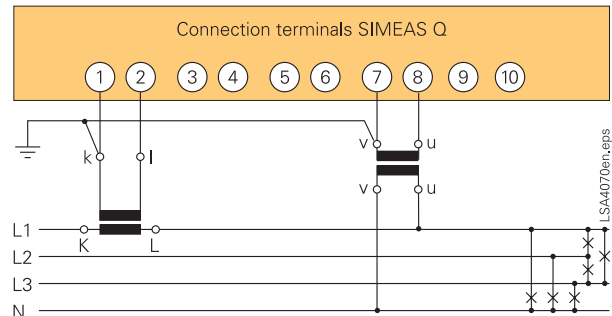 Connection terminals SIMEAS Q
1 2 3 4 5 6 7 8 9 10
k l v u
v u
L1 K L
L2
L3
N
LSA4070en.eps